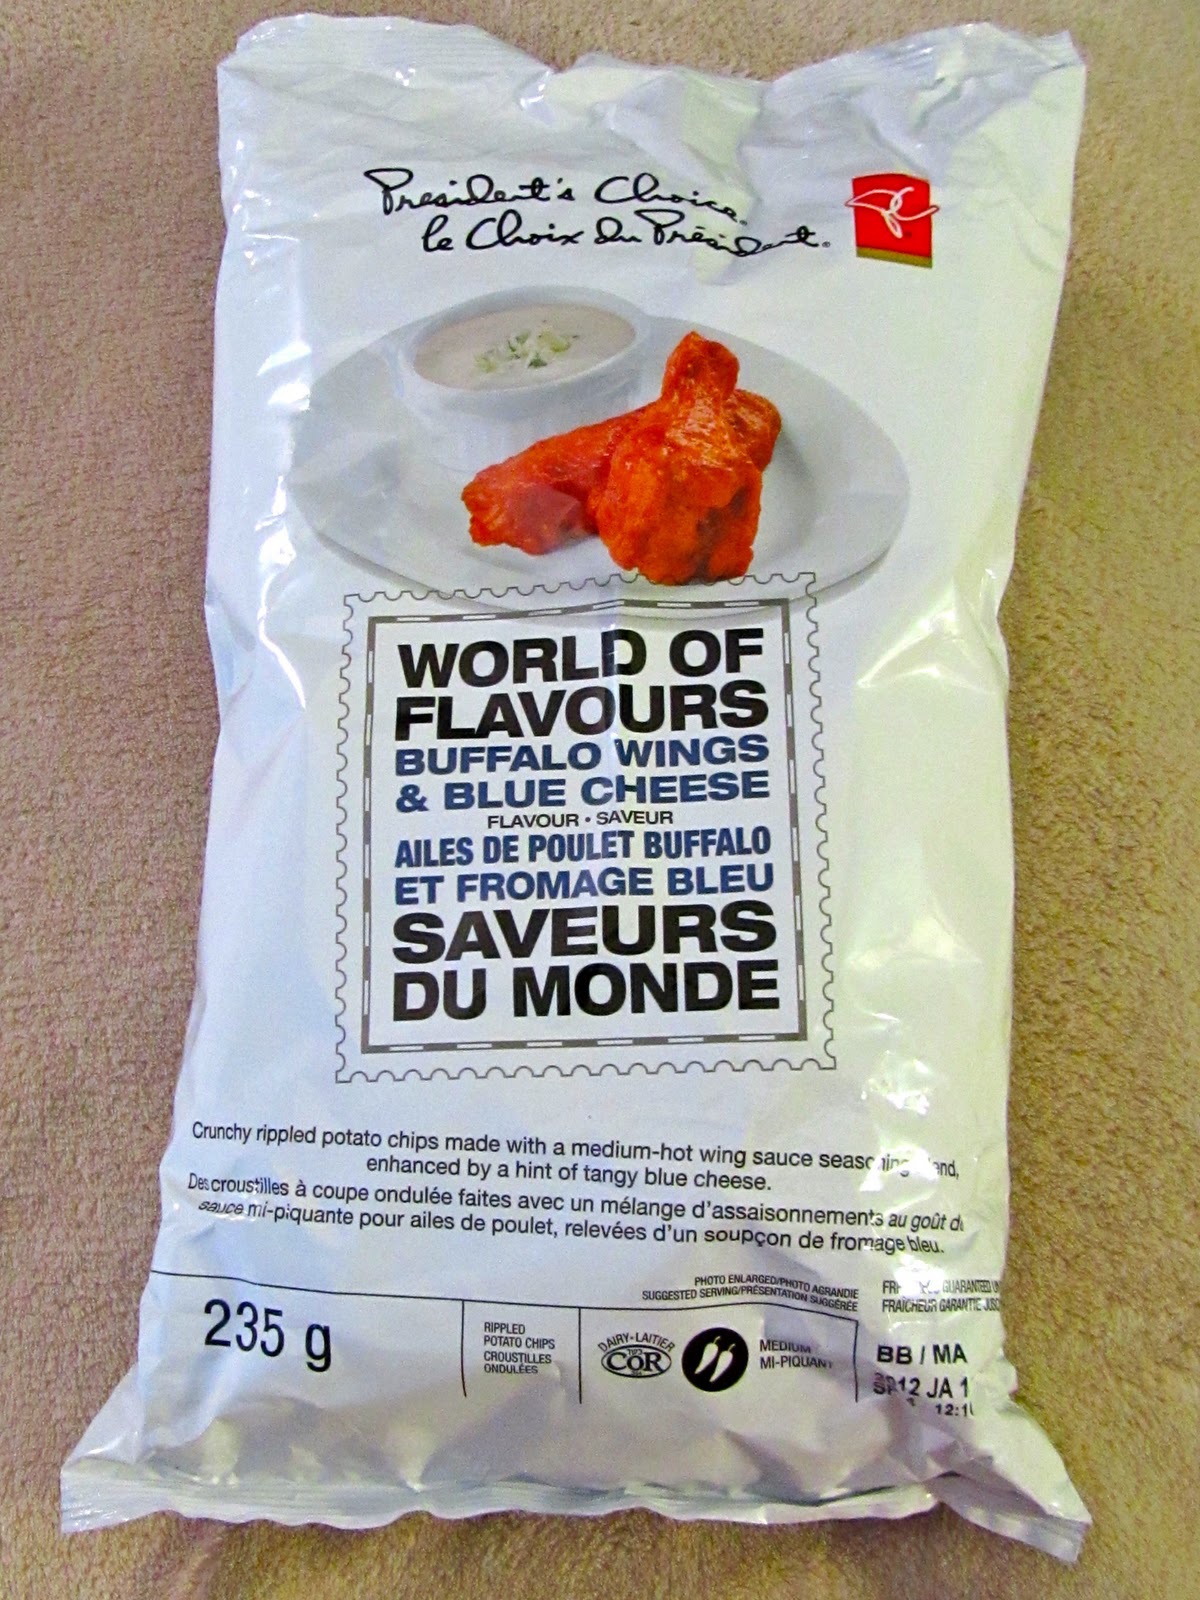 President's Choice®
le Choix du Président®
WORLD OF
FLAVOURS
BUFFALO WINGS
& BLUE CHEESE
FLAVOUR • SAVEUR
AILES DE POULET BUFFALO
ET FROMAGE BLEU
SAVEURS
DU MONDE
Crunchy rippled potato chips made with a medium-hot wing sauce
enhanced by a hint of tangy blue cheese.
Des croustilles à coupe ondulée faites avec un mélange d'assaisonnements au goût
sauce mi-piquante pour ailes de poulet, relevées d'un soupçon de fromage bleu.
PHOTO ENLARGED/PHOTO AGRANDIE
SUGGESTED SERVING/PRÉSENTATION SUGGÉRÉE
GUARANTEED
FRAÎCHEUR GARANTIE
235 g
RIPPLED
POTATO CHIPS
CROUSTILLES
ONDULÉES
DAIRY-LAITIER
COR
MEDIUM
MI-PIQUANT
BB / MA
JA